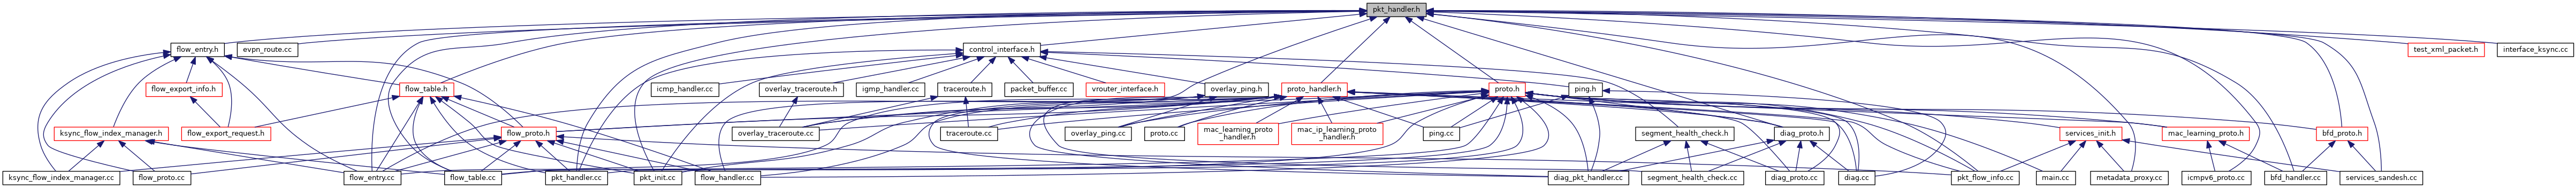 pkt_handler.h
flow_entry.h
evpn_route.cc
control_interface.h
test_xml_packet.h
interface_ksync.cc
flow_export_info.h
flow_table.h
icmp_handler.cc
overlay_traceroute.h
igmp_handler.cc
traceroute.h
packet_buffer.cc
vrouter_interface.h
overlay_ping.h
proto_handler.h
proto.h
ping.h
ksync_flow_index_manager.h
flow_export_request.h
flow_proto.h
overlay_traceroute.cc
traceroute.cc
overlay_ping.cc
proto.cc
mac_learning_proto
_handler.h
mac_ip_learning_proto
_handler.h
ping.cc
segment_health_check.h
diag_proto.h
services_init.h
mac_learning_proto.h
bfd_proto.h
ksync_flow_index_manager.cc
flow_proto.cc
flow_entry.cc
flow_table.cc
pkt_handler.cc
pkt_init.cc
flow_handler.cc
diag_pkt_handler.cc
segment_health_check.cc
diag_proto.cc
diag.cc
pkt_flow_info.cc
main.cc
metadata_proxy.cc
icmpv6_proto.cc
bfd_handler.cc
services_sandesh.cc